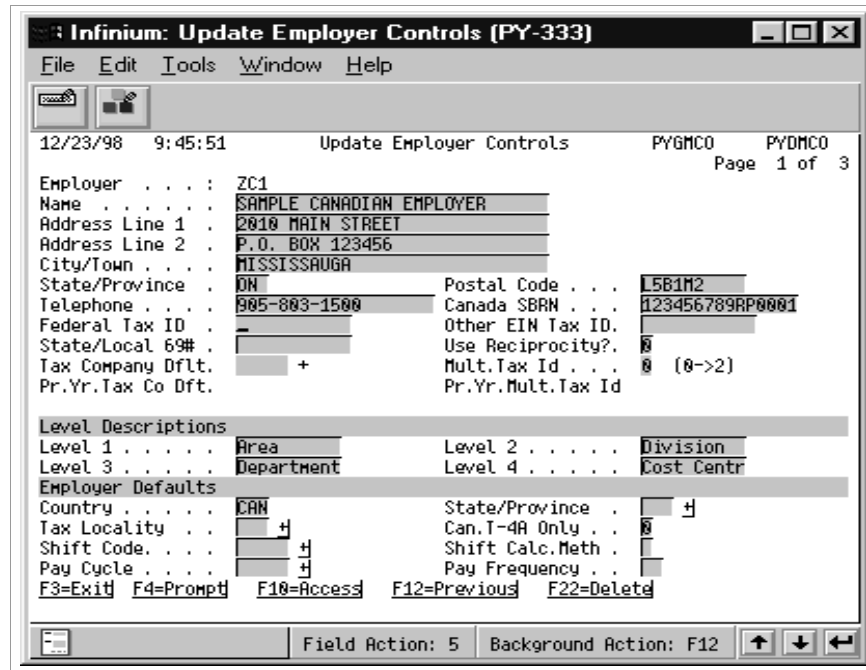 Infinium: Update Employer Controls (PY-333)
File Edit Tools Window Help
12/23/98 9:45:51 Update Employer Controls PYGMCO PYDMCO
Page 1 of 3
Employer . . . : ZC1
Name . . . . . . SAMPLE CANADIAN EMPLOYER
Address Line 1 . 2010 MAIN STREET
Address Line 2 . P.O. BOX 123456
City/Town . . . . MISSISSAUGA
State/Province . ON Postal Code . . . L5B1M2
Telephone . . . . 905-803-1500 Canada SBRN . . . 123456789RP0001
Federal Tax ID . Other EIN Tax ID.
State/Local 69# . Use Reciprocity?. 0
Tax Company Dflt. + Mult.Tax Id . . . 0 (0->2)
Pr.Yr.Tax Co Dft. Pr.Yr.Mult.Tax Id
Level Descriptions
Level 1 . . . . . Area Level 2 . . . . . Division
Level 3 . . . . . Department Level 4 . . . . . Cost Centr
Employer Defaults
Country . . . . . CAN State/Province . +
Tax Locality . . + Can.T-4A Only . . 0
Shift Code. . . . + Shift Calc.Meth .
Pay Cycle . . . . + Pay Frequency . .
F3=Exit F4=Prompt F10=Access F12=Previous F22=Delete
Field Action: 5 Background Action: F12